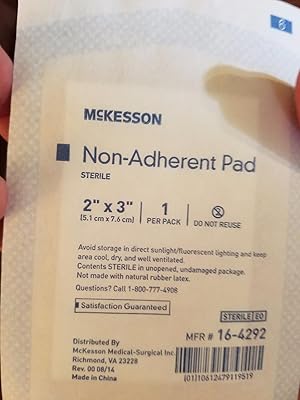 McKESSON
Non-Adherent Pad
STERILE
2" x 3"
(5.1 cm x 7.6 cm)
1
PER PACK
2
DO NOT REUSE
Avoid storage in direct sunlight/fluorescent lighting and keep
area cool, dry, and well ventilated.
Contents STERILE in unopened, undamaged package.
Not made with natural rubber latex.
Questions? Call 1-800-777-4908
Satisfaction Guaranteed
STERILE EO
MFR # 16-4292
Distributed By
McKesson Medical-Surgical Inc.
Richmond, VA 23228
Rev. 00 08/14
Made in China
(01)10612479119519